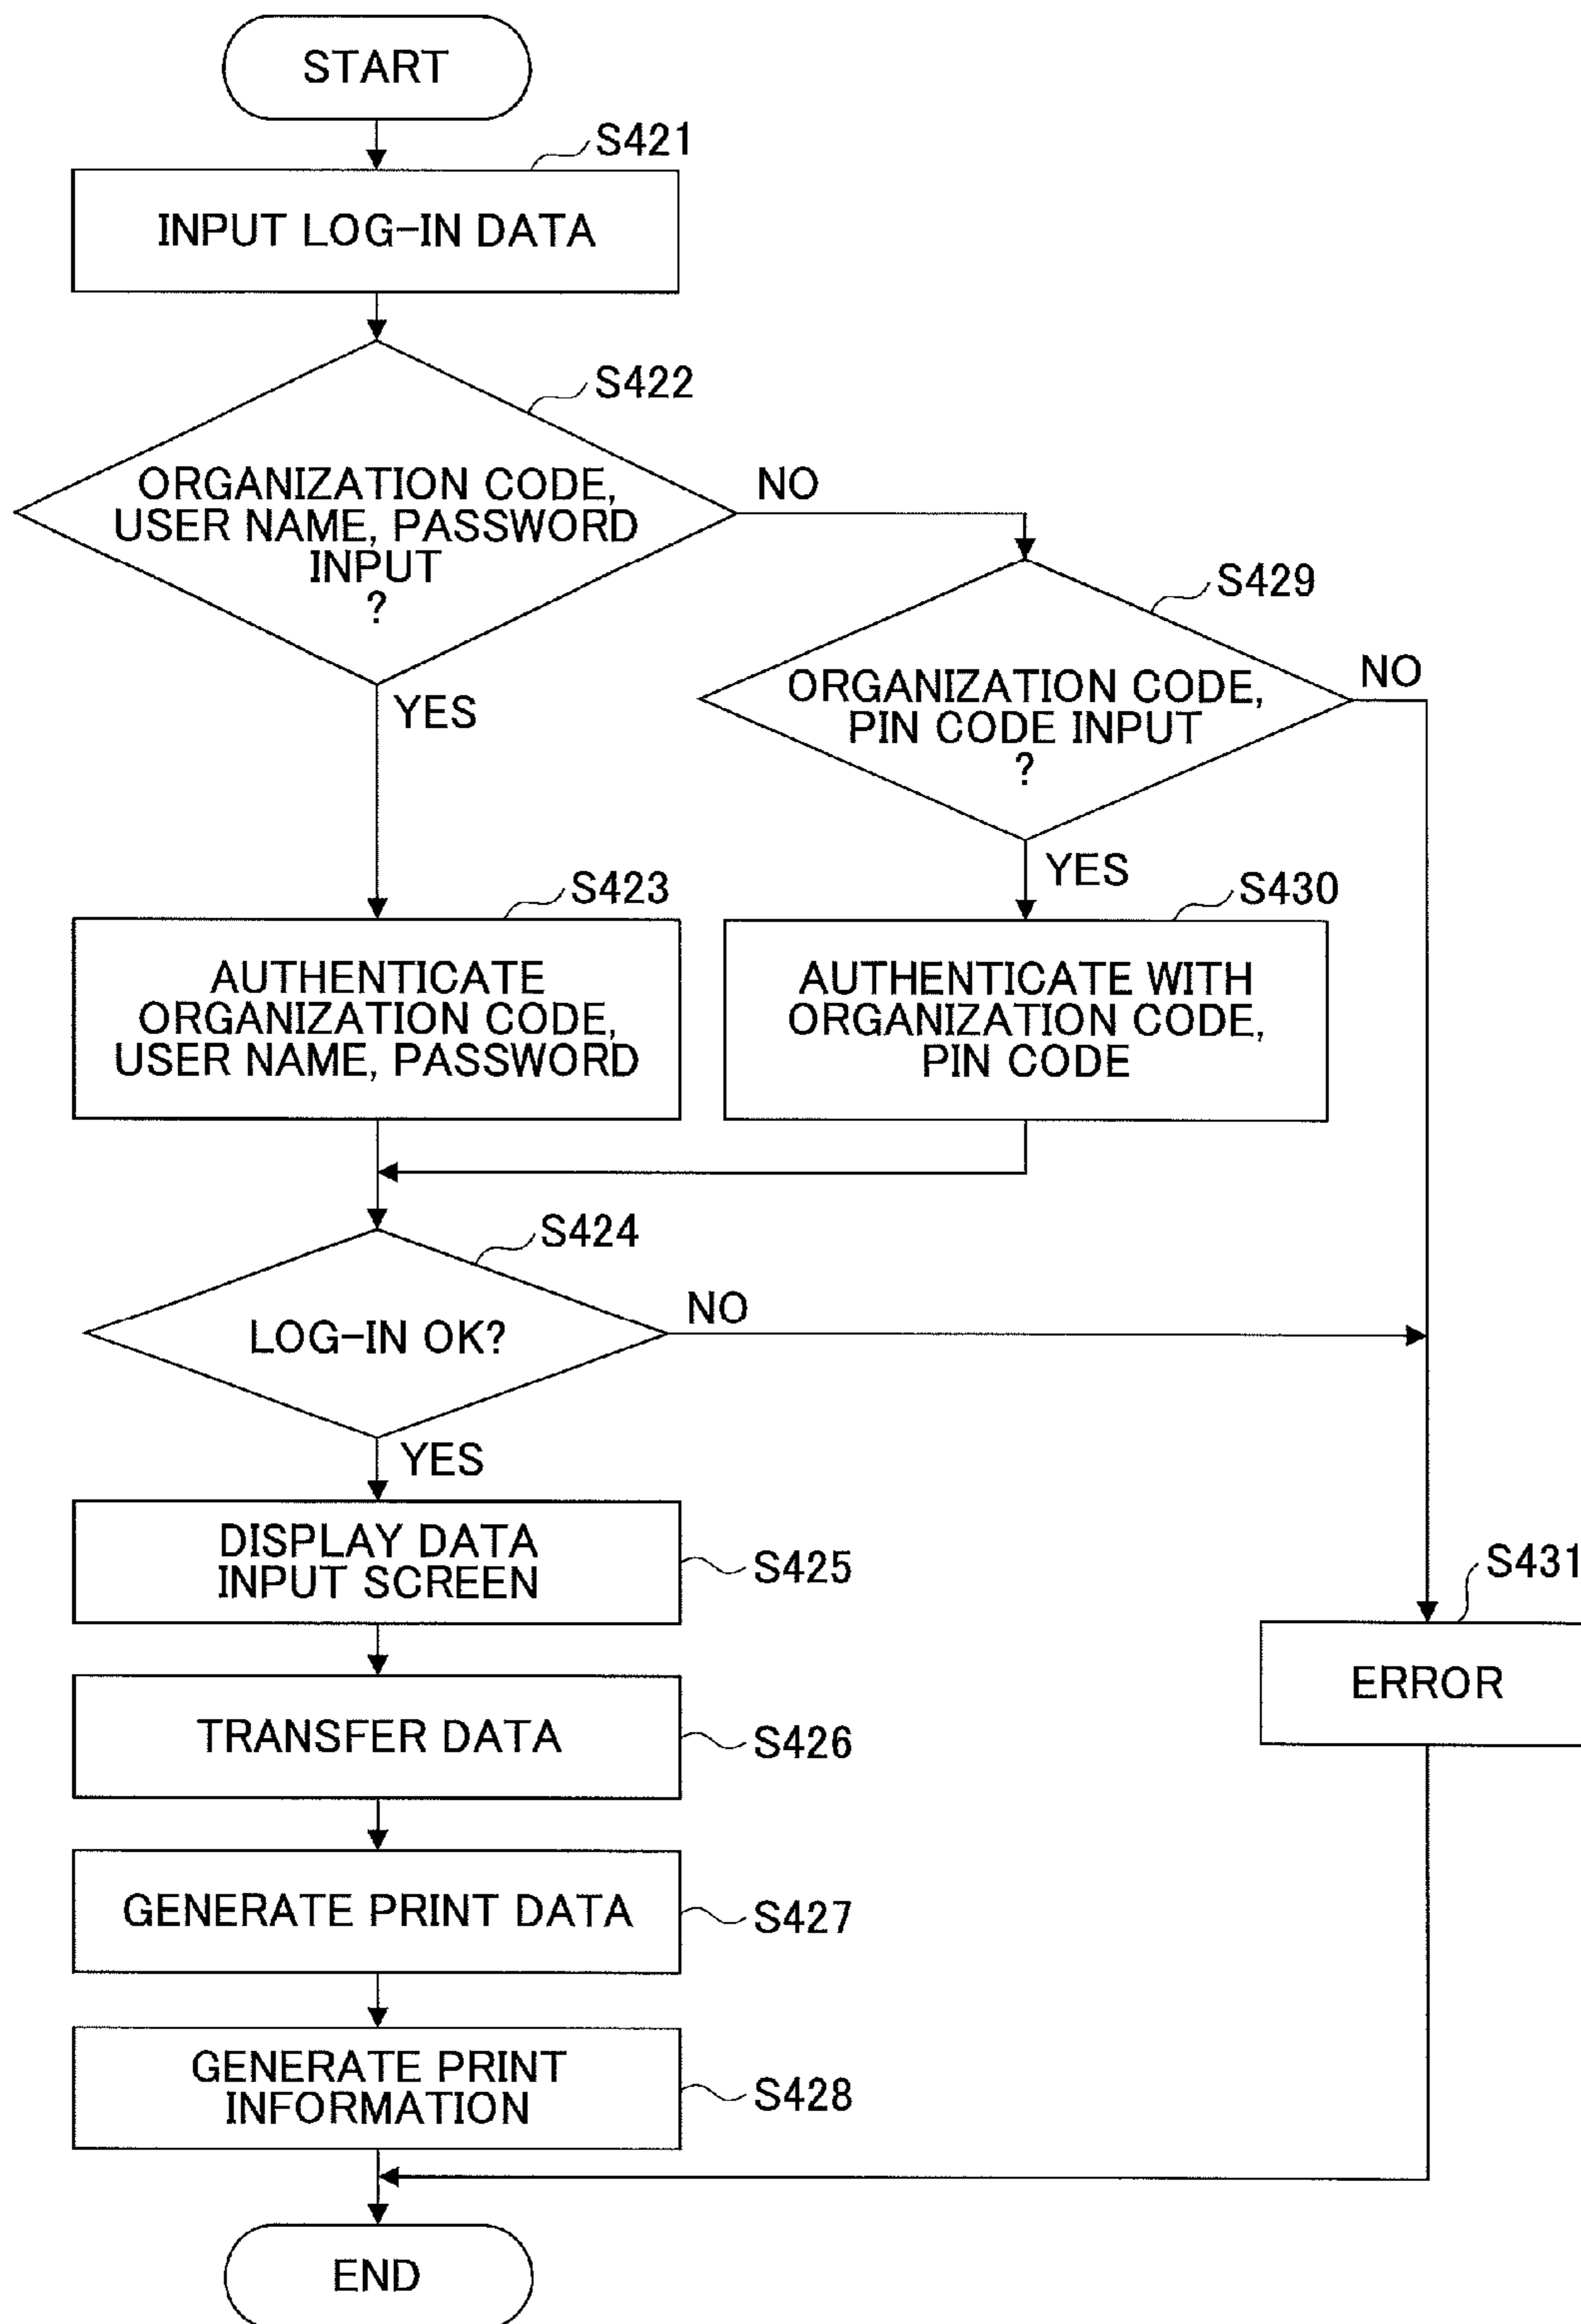 START
S421
INPUT LOG-IN DATA
S422
ORGANIZATION CODE,
USER NAME, PASSWORD
INPUT
?
NO
YES
S429
ORGANIZATION CODE,
PIN CODE INPUT
?
NO
YES
S423
AUTHENTICATE
ORGANIZATION CODE,
USER NAME, PASSWORD
S430
AUTHENTICATE WITH
ORGANIZATION CODE,
PIN CODE
S424
LOG-IN OK?
NO
YES
DISPLAY DATA
INPUT SCREEN
S425
S431
ERROR
TRANSFER DATA
S426
GENERATE PRINT DATA
S427
GENERATE PRINT
INFORMATION
S428
END